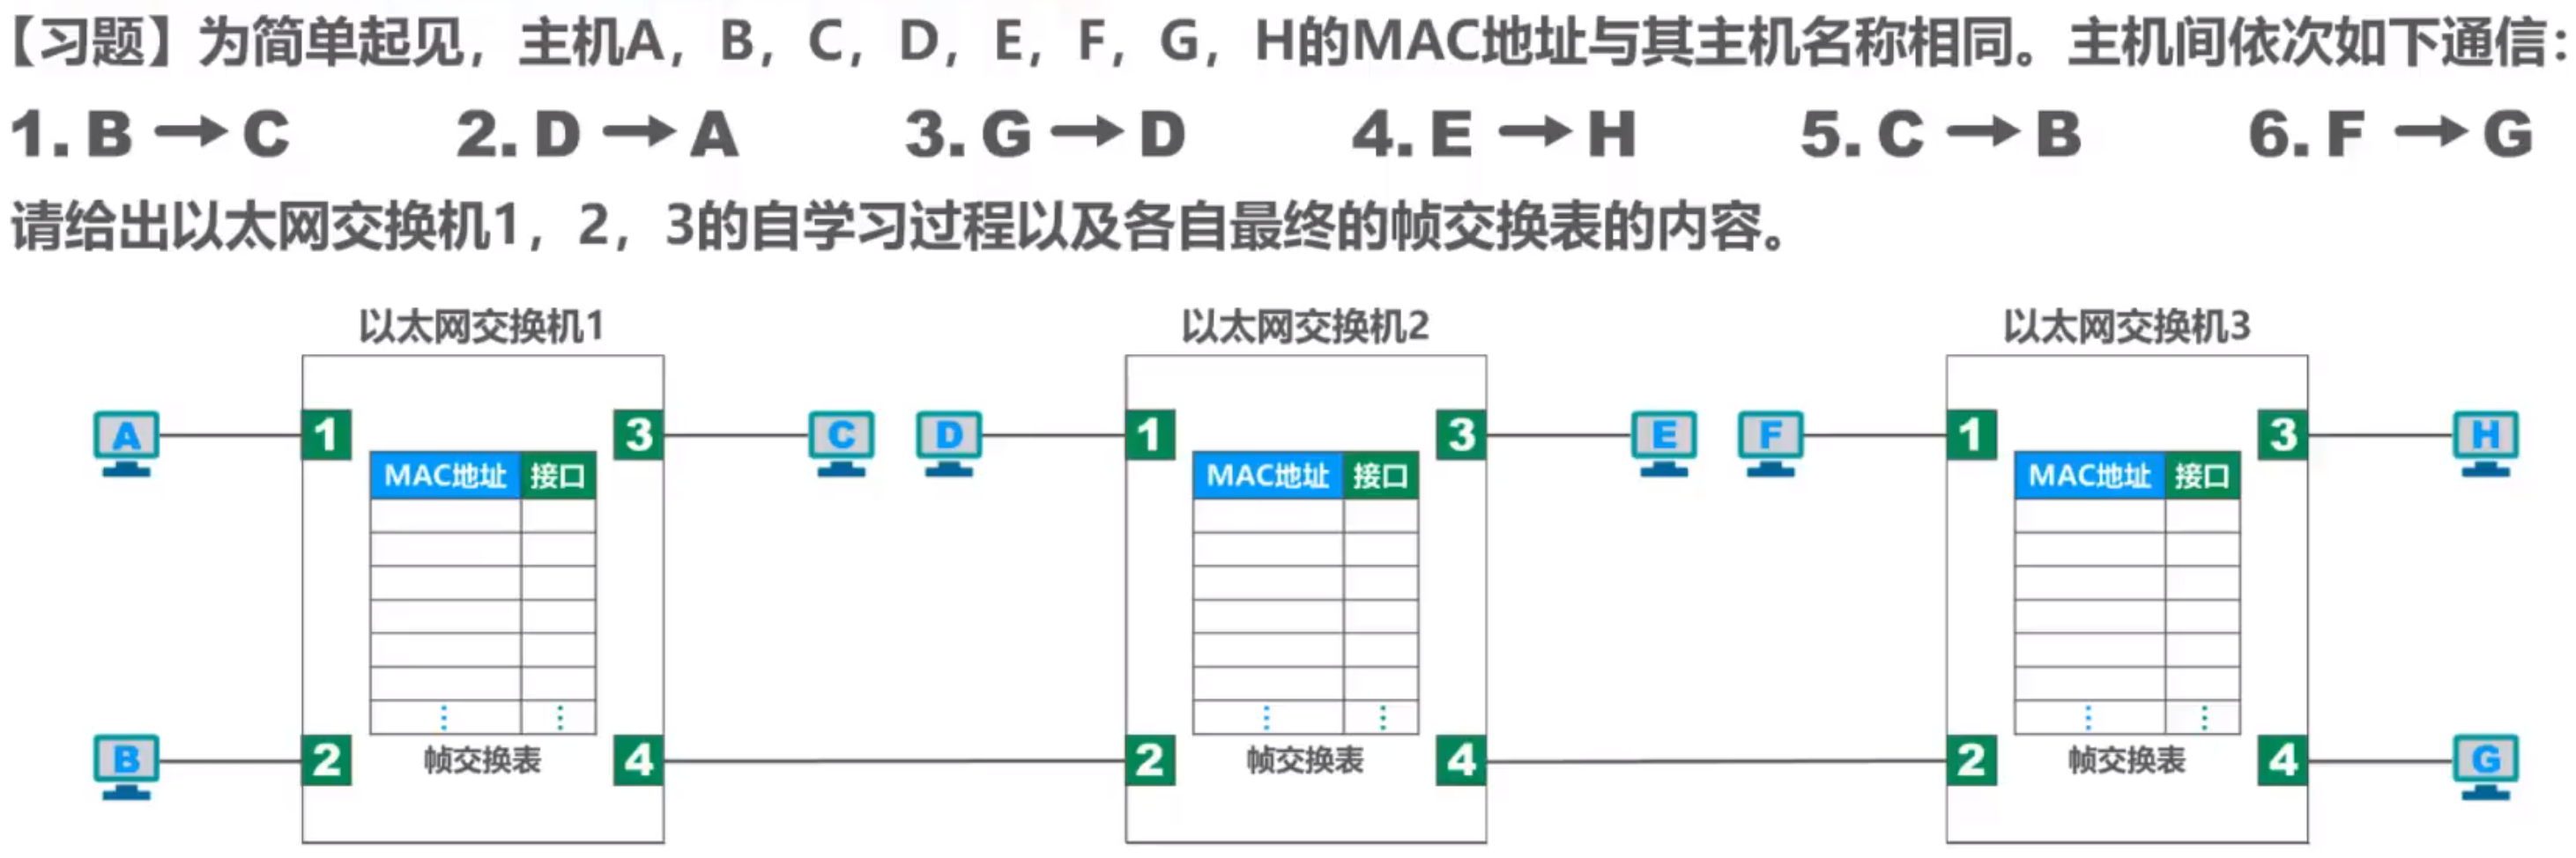 【习题】为简单起见，主机A，B，C，D，E，F，G，H的MAC地址与其主机名称相同。主机间依次如下通信：
1. B → C 2. D → A 3. G → D 4. E → H 5. C → B 6. F → G
请给出以太网交换机1，2，3的自学习过程以及各自最终的帧交换表的内容。
以太网交换机1 以太网交换机2 以太网交换机3
A 1 3 C D 1 3 E F 1 3 H
MAC地址 接口 MAC地址 接口 MAC地址 接口
B 2 帧交换表 4 2 帧交换表 4 2 帧交换表 4 G